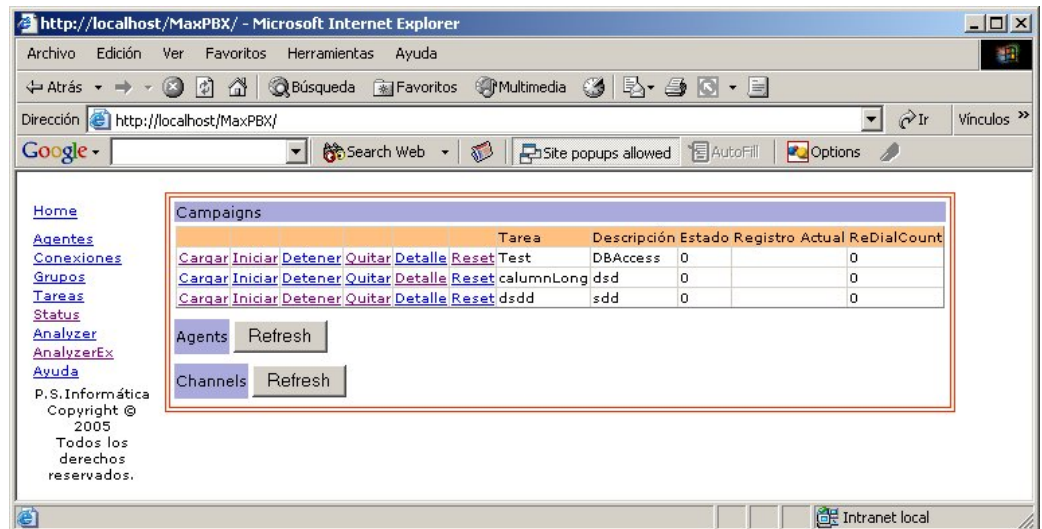 http://localhost/MaxPBX/ - Microsoft Internet Explorer
Archivo Edición Ver Favoritos Herramientas Ayuda
Atrás Búsqueda Favoritos Multimedia
Dirección http://localhost/MaxPBX/ Ir Vínculos »
Google Search Web Site popups allowed AutoFill Options
Home
Agentes
Conexiones
Grupos
Tareas
Status
Analyzer
AnalyzerEx
Ayuda
P.S.Informática
Copyright ©
2005
Todos los
derechos
reservados.
Campaigns
Tarea Descripción Estado Registro Actual ReDialCount
Cargar Iniciar Detener Quitar Detalle Reset Test DBAccess 0 0
Cargar Iniciar Detener Quitar Detalle Reset calumnLong dsd 0 0
Cargar Iniciar Detener Quitar Detalle Reset dsdd sdd 0 0
Agents Refresh
Channels Refresh
Intranet local